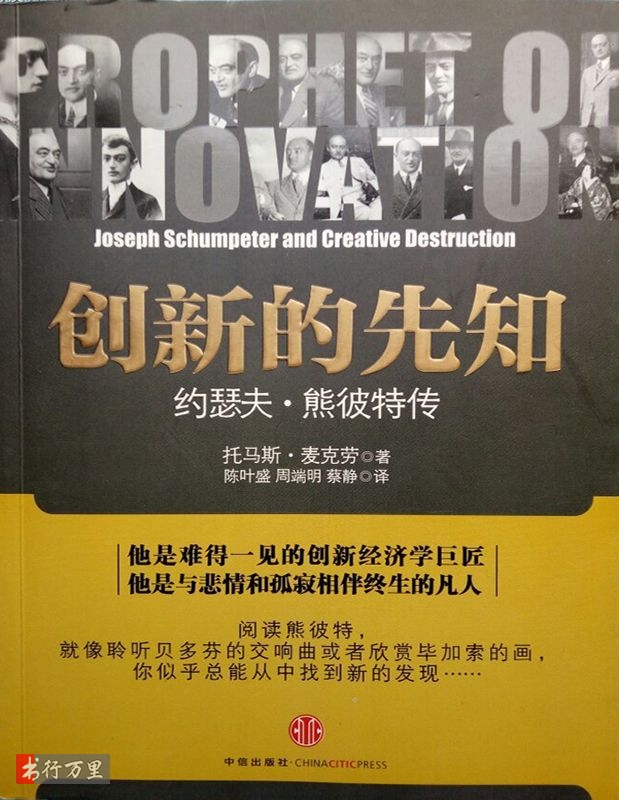 PROPHET OF
INNOVATION
Joseph Schumpeter and Creative Destruction
创新的先知
约瑟夫·熊彼特传
托马斯·麦克劳◎著
陈叶盛 周端明 蔡静◎译
他是难得一见的创新经济学巨匠
他是与悲情和孤寂相伴终生的凡人
阅读熊彼特，
就像聆听贝多芬的交响曲或者欣赏毕加索的画，
你似乎总能从中找到新的发现……
中信出版社·CHINACITICPRESS
书行万里